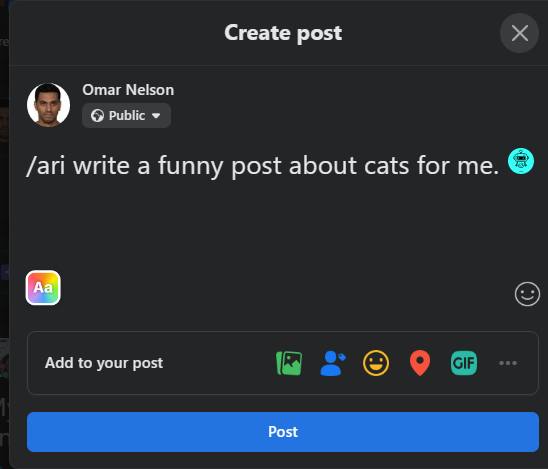 Create post
Omar Nelson
Public
/ari write a funny post about cats for me.
Aa
Add to your post
GIF
Post